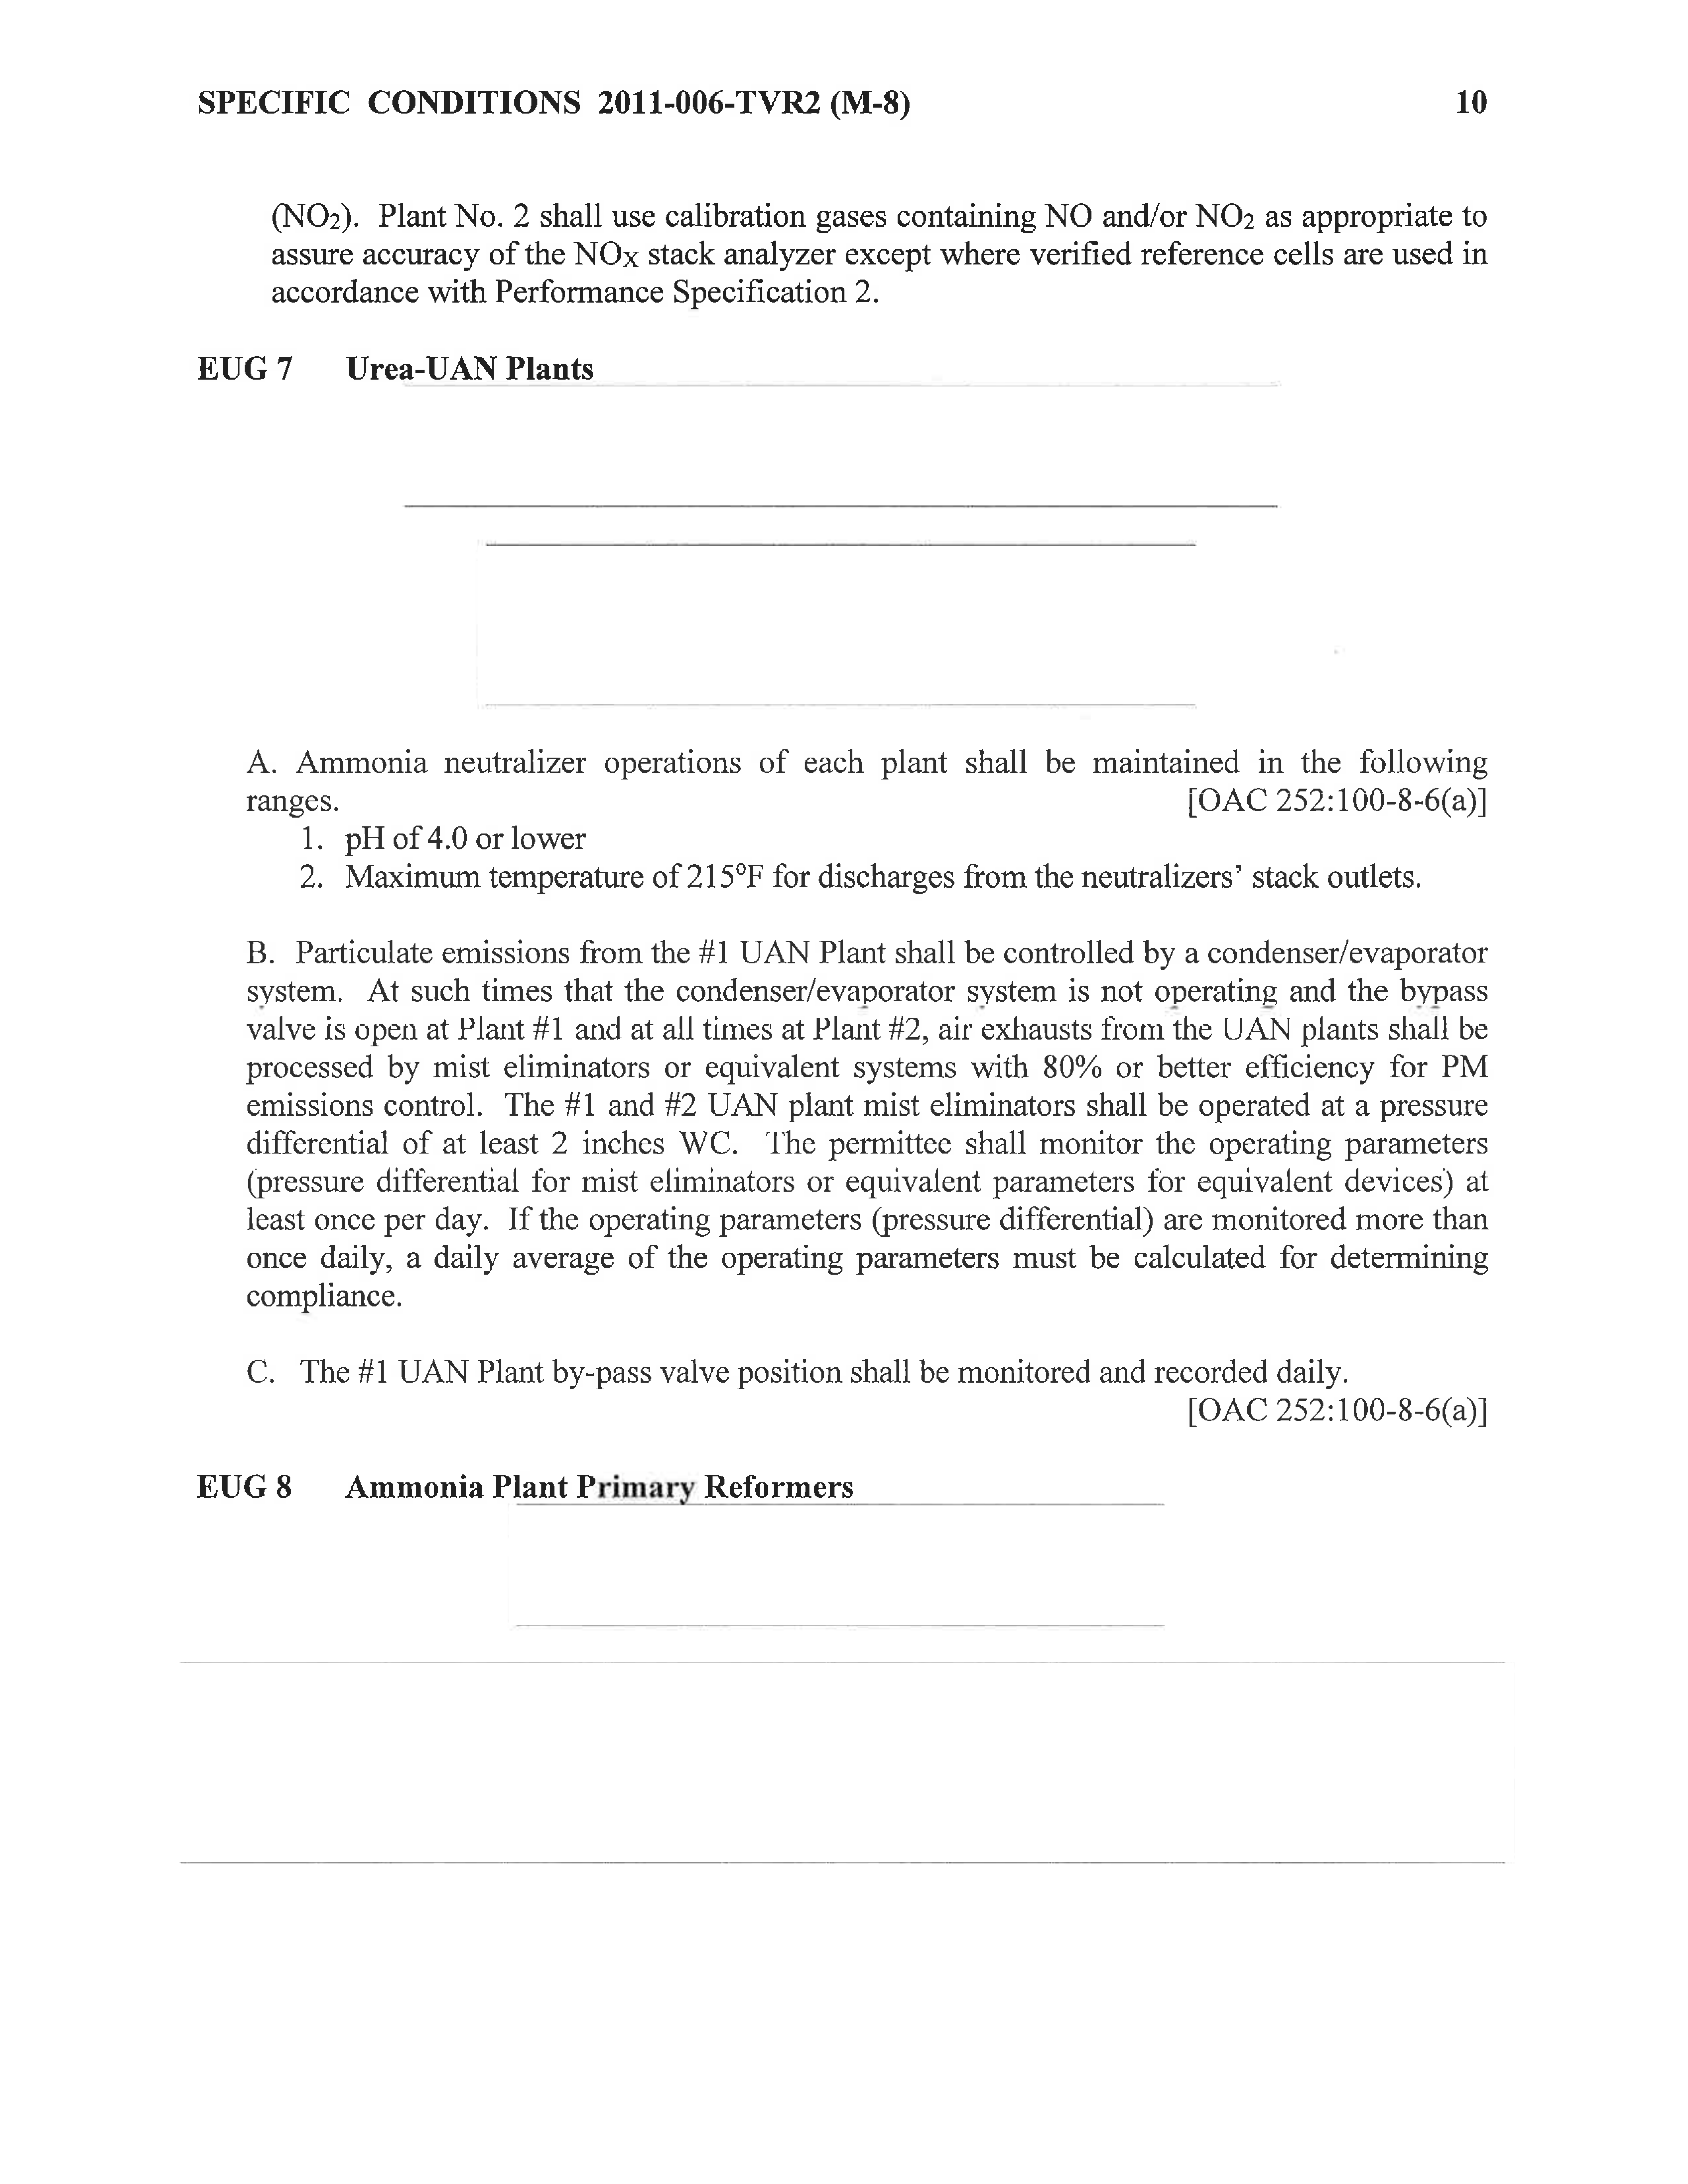 SPECIFIC CONDITIONS 2011-006-TVR2 (M-8) 10
(NO2). Plant No. 2 shall use calibration gases containing NO and/or NO2 as appropriate to
assure accuracy of the NOx stack analyzer except where verified reference cells are used in
accordance with Performance Specification 2.
EUG 7 Urea-UAN Plants
A. Ammonia neutralizer operations of each plant shall be maintained in the following
ranges. [OAC 252:100-8-6(a)]
1. pH of 4.0 or lower
2. Maximum temperature of 215°F for discharges from the neutralizers’ stack outlets.
B. Particulate emissions from the #1 UAN Plant shall be controlled by a condenser/evaporator
system. At such times that the condenser/evaporator system is not operating and the bypass
valve is open at Plant #1 and at all times at Plant #2, air exhausts from the UAN plants shall be
processed by mist eliminators or equivalent systems with 80% or better efficiency for PM
emissions control. The #1 and #2 UAN plant mist eliminators shall be operated at a pressure
differential of at least 2 inches WC. The permittee shall monitor the operating parameters
(pressure differential for mist eliminators or equivalent parameters for equivalent devices) at
least once per day. If the operating parameters (pressure differential) are monitored more than
once daily, a daily average of the operating parameters must be calculated for determining
compliance.
C. The #1 UAN Plant by-pass valve position shall be monitored and recorded daily.
[OAC 252:100-8-6(a)]
EUG 8 Ammonia Plant Primary Reformers